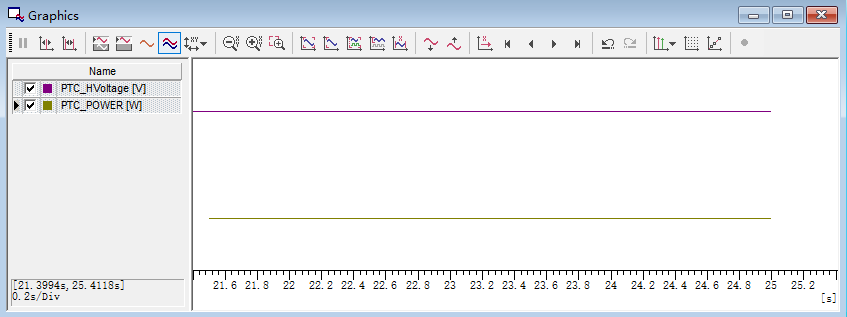 Graphics
Name
PTC_HVoltage [V]
PTC_POWER [W]
[21.3994s,25.4118s]
0.2s/Div
21.6 21.8 22 22.2 22.4 22.6 22.8 23 23.2 23.4 23.6 23.8 24 24.2 24.4 24.6 24.8 25 25.2
[s]